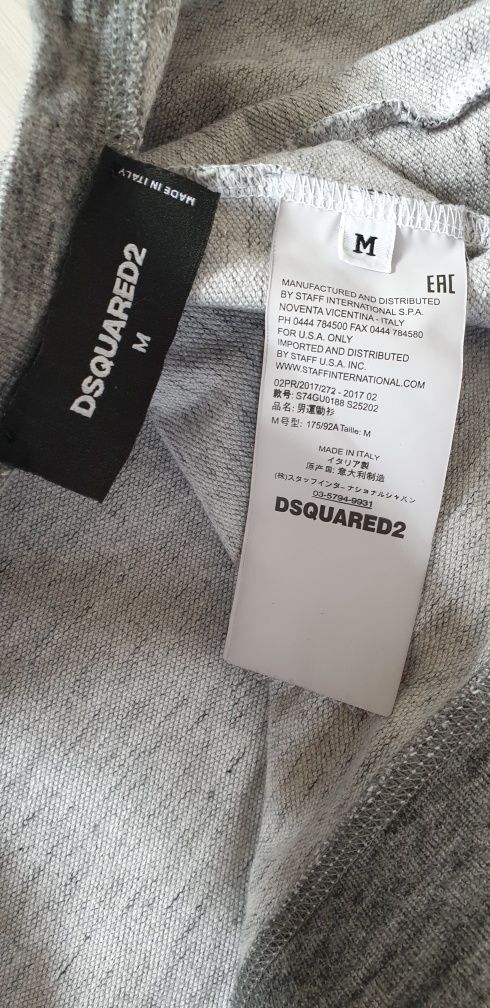 MADE IN ITALY
DSQUARED2
M
M
EAC
MANUFACTURED AND DISTRIBUTED
BY STAFF INTERNATIONAL S.P.A.
NOVENTA VICENTINA - ITALY
PH 0444 784500 FAX 0444 784580
FOR U.S.A. ONLY
IMPORTED AND DISTRIBUTED
BY STAFF U.S.A. INC.
WWW.STAFFINTERNATIONAL.COM
02PR/2017/272 - 2017 02
款号: S74GU0188 S25202
品名: 男運動衫
M 号型: 175/92A Taille: M
MADE IN ITALY
イタリア製
原产国: 意大利制造
(株)スタッフインターナショナルジャパン
03-5794-9931
DSQUARED2